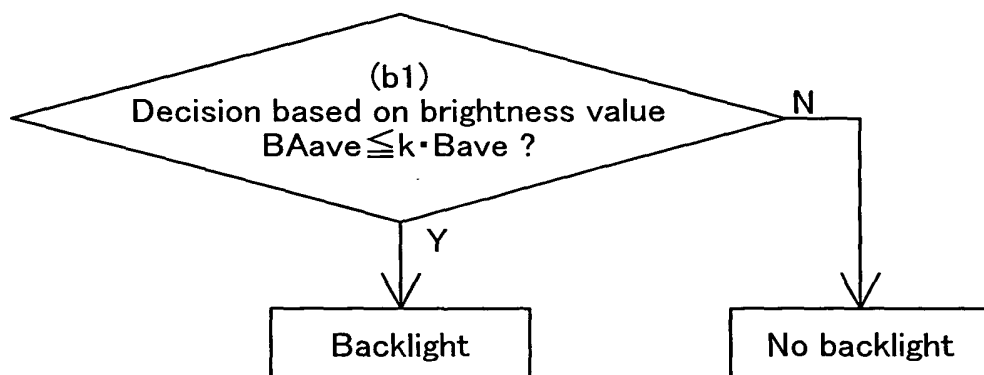 (b1)
Decision based on brightness value
BAave≦k・Bave ?
N
Y
Backlight
No backlight